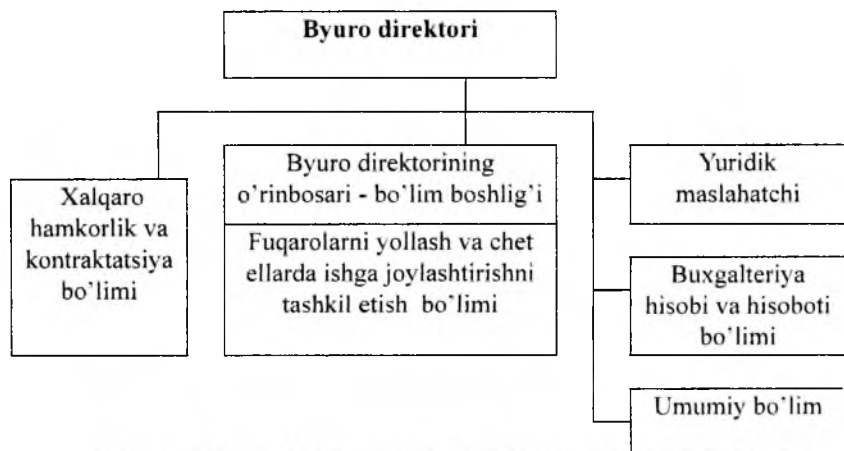 Byuro direktori
Xalqaro
hamkorlik va
kontraktatsiya
bo'limi
Byuro direktorining
o'rinbosari - bo'lim boshlig'i
Fuqarolarni yollash va chet
ellarda ishga joylashtirishni
tashkil etish bo'limi
Yuridik
maslahatchi
Buxgalteriya
hisobi va hisoboti
bo'limi
Umumiy bo'lim